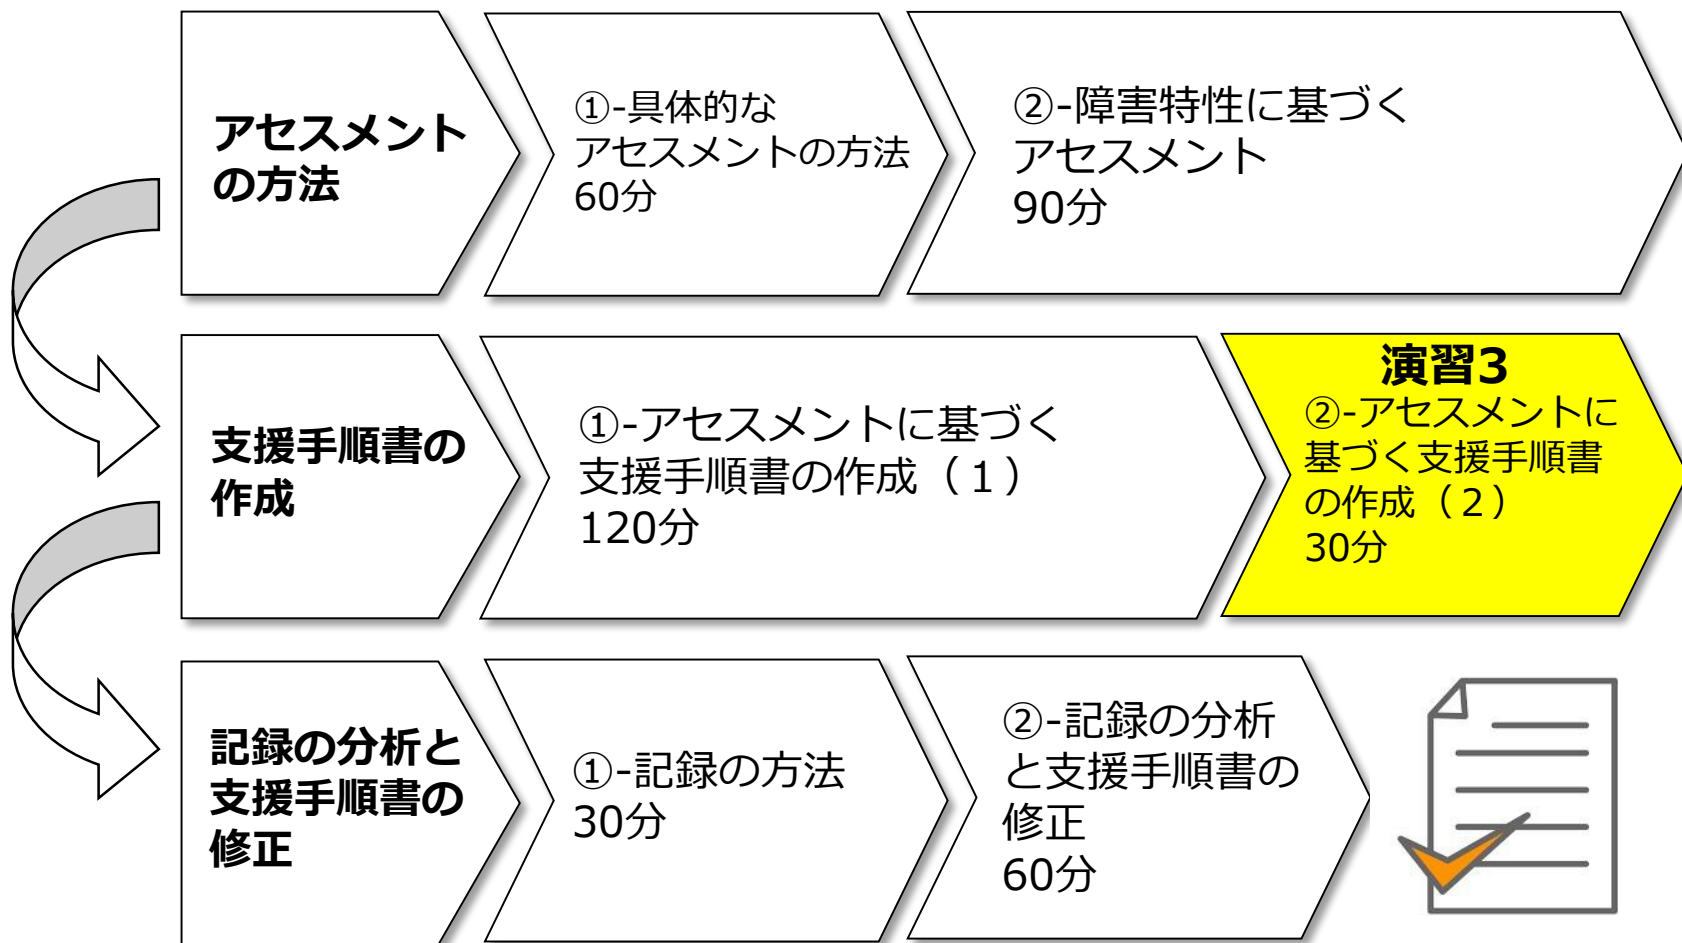 アセスメント
の方法
①-具体的な
アセスメントの方法
60分
②-障害特性に基づく
アセスメント
90分
支援手順書の
作成
①-アセスメントに基づく
支援手順書の作成（１）
120分
演習3
②-アセスメントに
基づく支援手順書
の作成（２）
30分
記録の分析と
支援手順書の
修正
①-記録の方法
30分
②-記録の分析
と支援手順書の
修正
60分